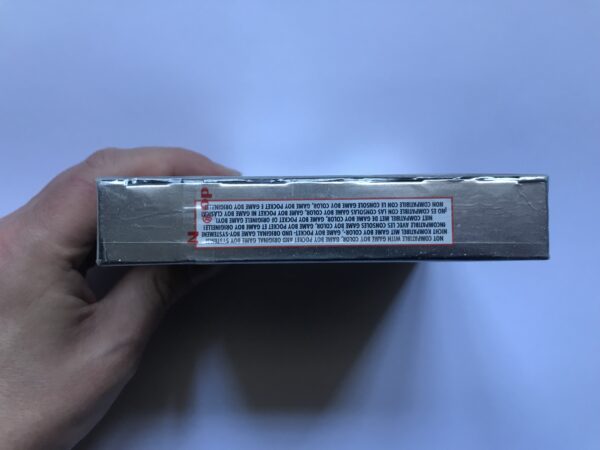 NOT COMPATIBLE WITH GAME BOY COLOR, GAME BOY POCKET AND ORIGINAL GAME BOY SYSTEMS
NICHT KOMPATIBEL MIT GAME BOY COLOR-, GAME BOY POCKET- UND ORIGINAL GAME BOY-SYSTEMEN!
INCOMPATIBLE AVEC LES CONSOLES GAME BOY COLOR, GAME BOY POCKET ET GAME BOY ORIGINELLE!
NIET COMPATIBEL MET DE GAME BOY COLOR, GAME BOY POCKET OF ORIGINELE GAME BOY!
¡NO ES COMPATIBLE CON LAS CONSOLAS GAME BOY COLOR, GAME BOY POCKET NI GAME BOY CLÁSICA!
NON COMPATIBILE CON LE CONSOLE GAME BOY COLOR, GAME BOY POCKET E GAME BOY ORIGINALE!